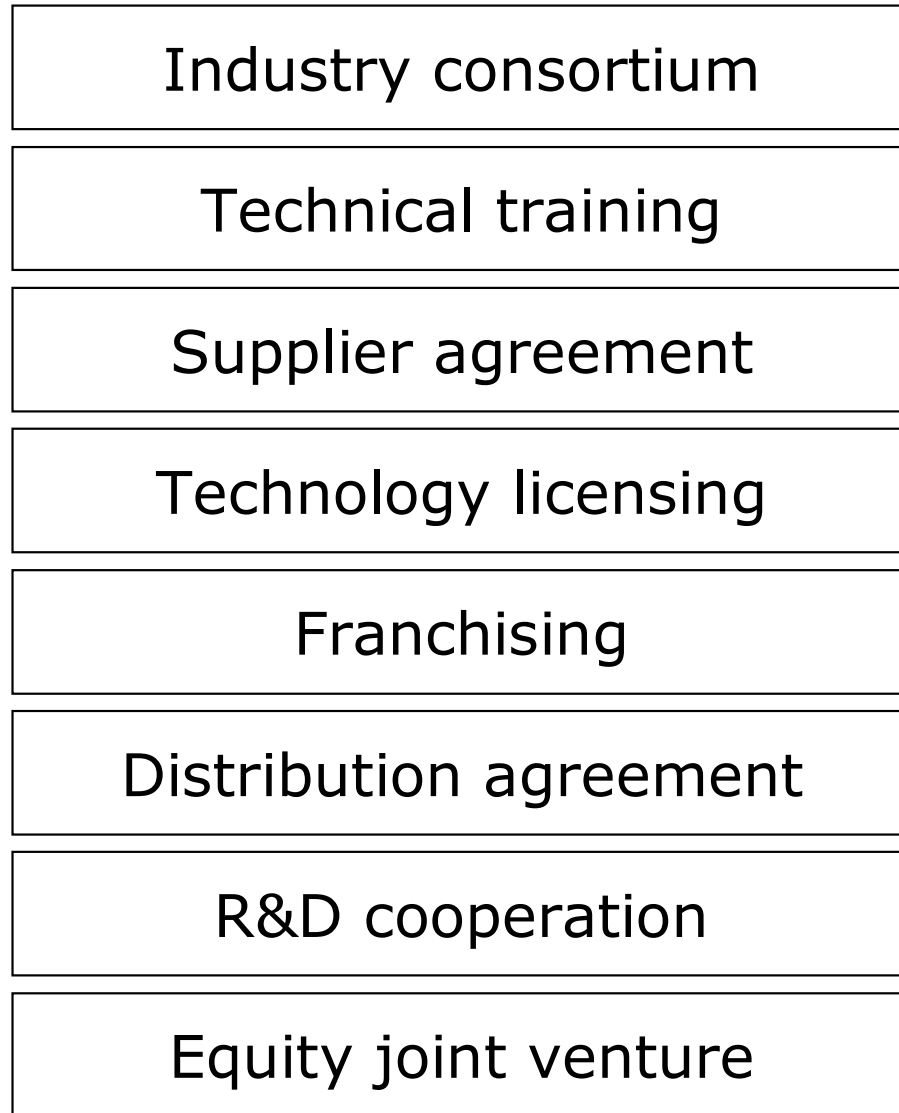 Industry consortium
Technical training
Supplier agreement
Technology licensing
Franchising
Distribution agreement
R&D cooperation
Equity joint venture